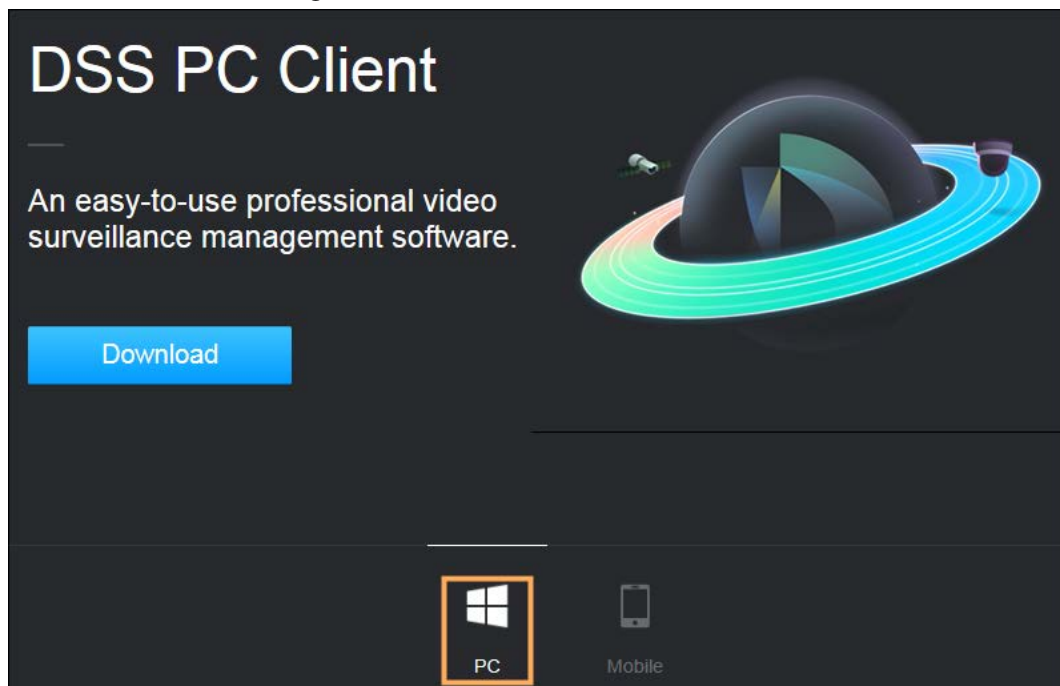 DSS PC Client
An easy-to-use professional video
surveillance management software.
Download
PC
Mobile